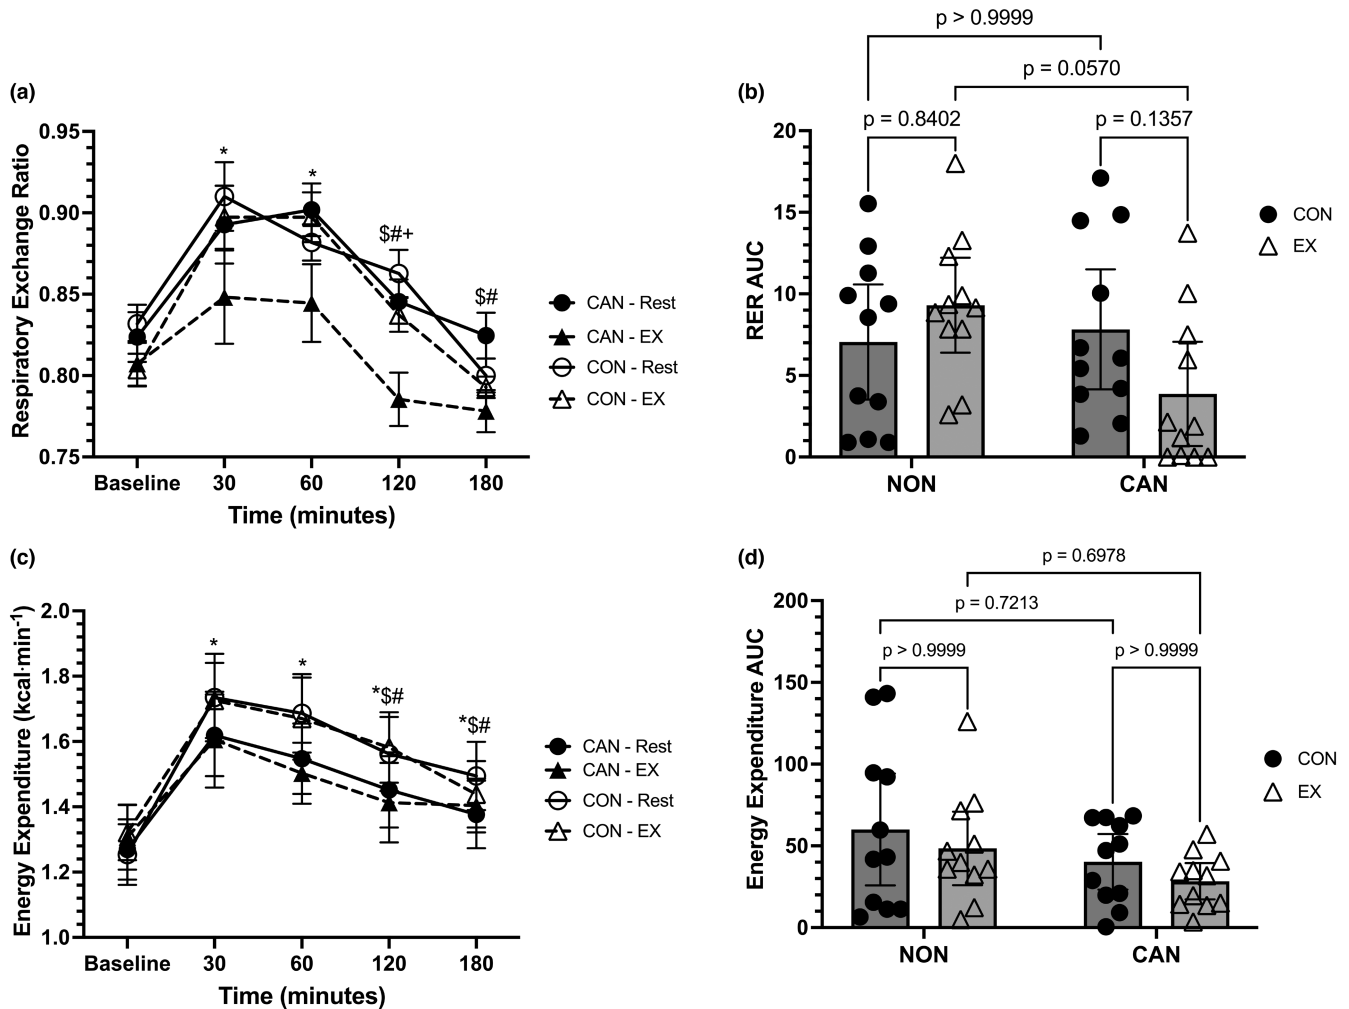 (a)
Respiratory Exchange Ratio
0.95
0.90
0.85
0.80
0.75
*
*
$#+
$#
Baseline
30
60
120
180
Time (minutes)
CAN - Rest
CAN - EX
CON - Rest
CON - EX
(b)
RER AUC
20
15
10
5
0
p > 0.9999
p = 0.0570
p = 0.8402
p = 0.1357
NON
CAN
CON
EX
(c)
Energy Expenditure (kcal·min⁻¹)
2.0
1.8
1.6
1.4
1.2
1.0
*
*
*$#
*$#
Baseline
30
60
120
180
Time (minutes)
CAN - Rest
CAN - EX
CON - Rest
CON - EX
(d)
Energy Expenditure AUC
200
150
100
50
0
p = 0.6978
p = 0.7213
p > 0.9999
p > 0.9999
NON
CAN
CON
EX